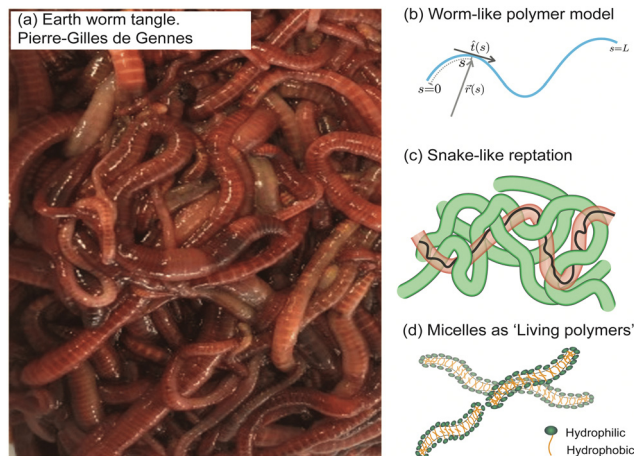 (a) Earth worm tangle.
Pierre-Gilles de Gennes
(b) Worm-like polymer model
t̂(s)
s
s=0
r⃗(s)
s=L
(c) Snake-like reptation
(d) Micelles as ‘Living polymers’
Hydrophilic
Hydrophobic